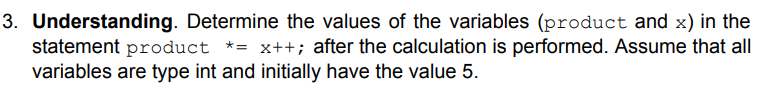 3. Understanding. Determine the values of the variables (product and x) in the
statement product *= x++; after the calculation is performed. Assume that all
variables are type int and initially have the value 5.